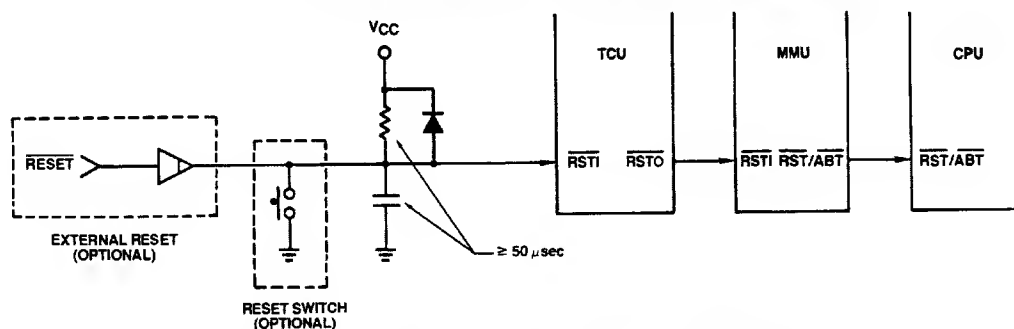 VCC
TCU
MMU
CPU
RESET
RSTI
RSTO
RSTI
RST/ABT
RST/ABT
EXTERNAL RESET
(OPTIONAL)
≥ 50 μsec
RESET SWITCH
(OPTIONAL)